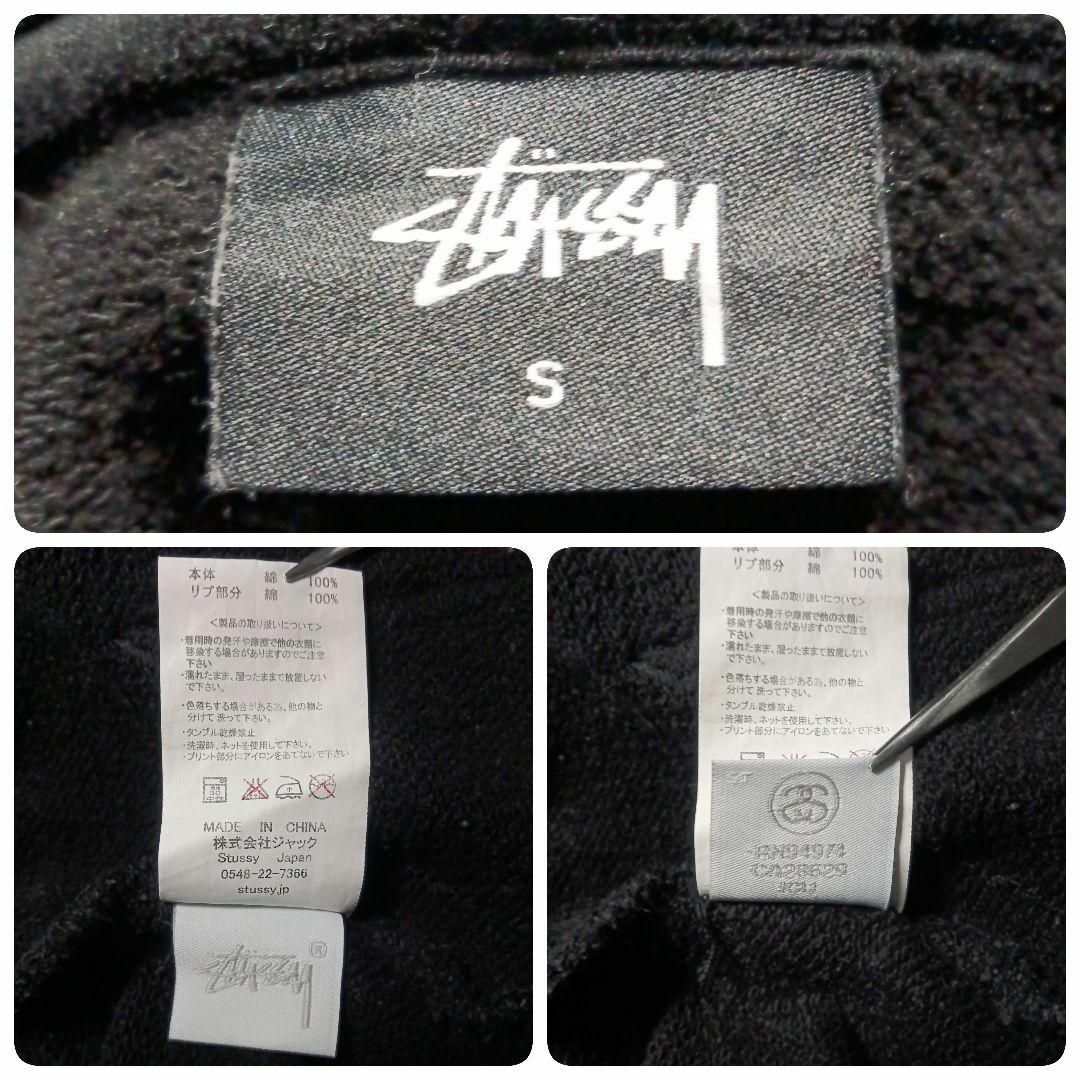 STÜSSY
S
本体 綿 100%
リブ部分 綿 100%
<製品の取り扱いについて>
・着用時の発汗や摩擦で他の衣類に
移染する場合がありますのでご注意
下さい
・濡れたまま、湿ったままで放置しない
で下さい。
・色落ちする場合がある為、他の物と
分けて洗って下さい。
・タンブル乾燥禁止
・洗濯時、ネットを使用して下さい。
・プリント部分にアイロンをあてないで下さい
MADE IN CHINA
株式会社ジャック
Stussy Japan
0548-22-7366
stussy.jp
STÜSSY ®
本体 綿 100%
リブ部分 綿 100%
<製品の取り扱いについて>
・着用時の発汗や摩擦で他の衣類に
移染する場合がありますのでご注意
下さい
・濡れたまま、湿ったままで放置しない
で下さい。
・色落ちする場合がある為、他の物と
分けて 洗って下さい。
・タンブル乾燥禁止
・洗濯時、ネットを使用して下さい。
・プリント部分にアイロンをあてないで下さい
RN94974
CA28629